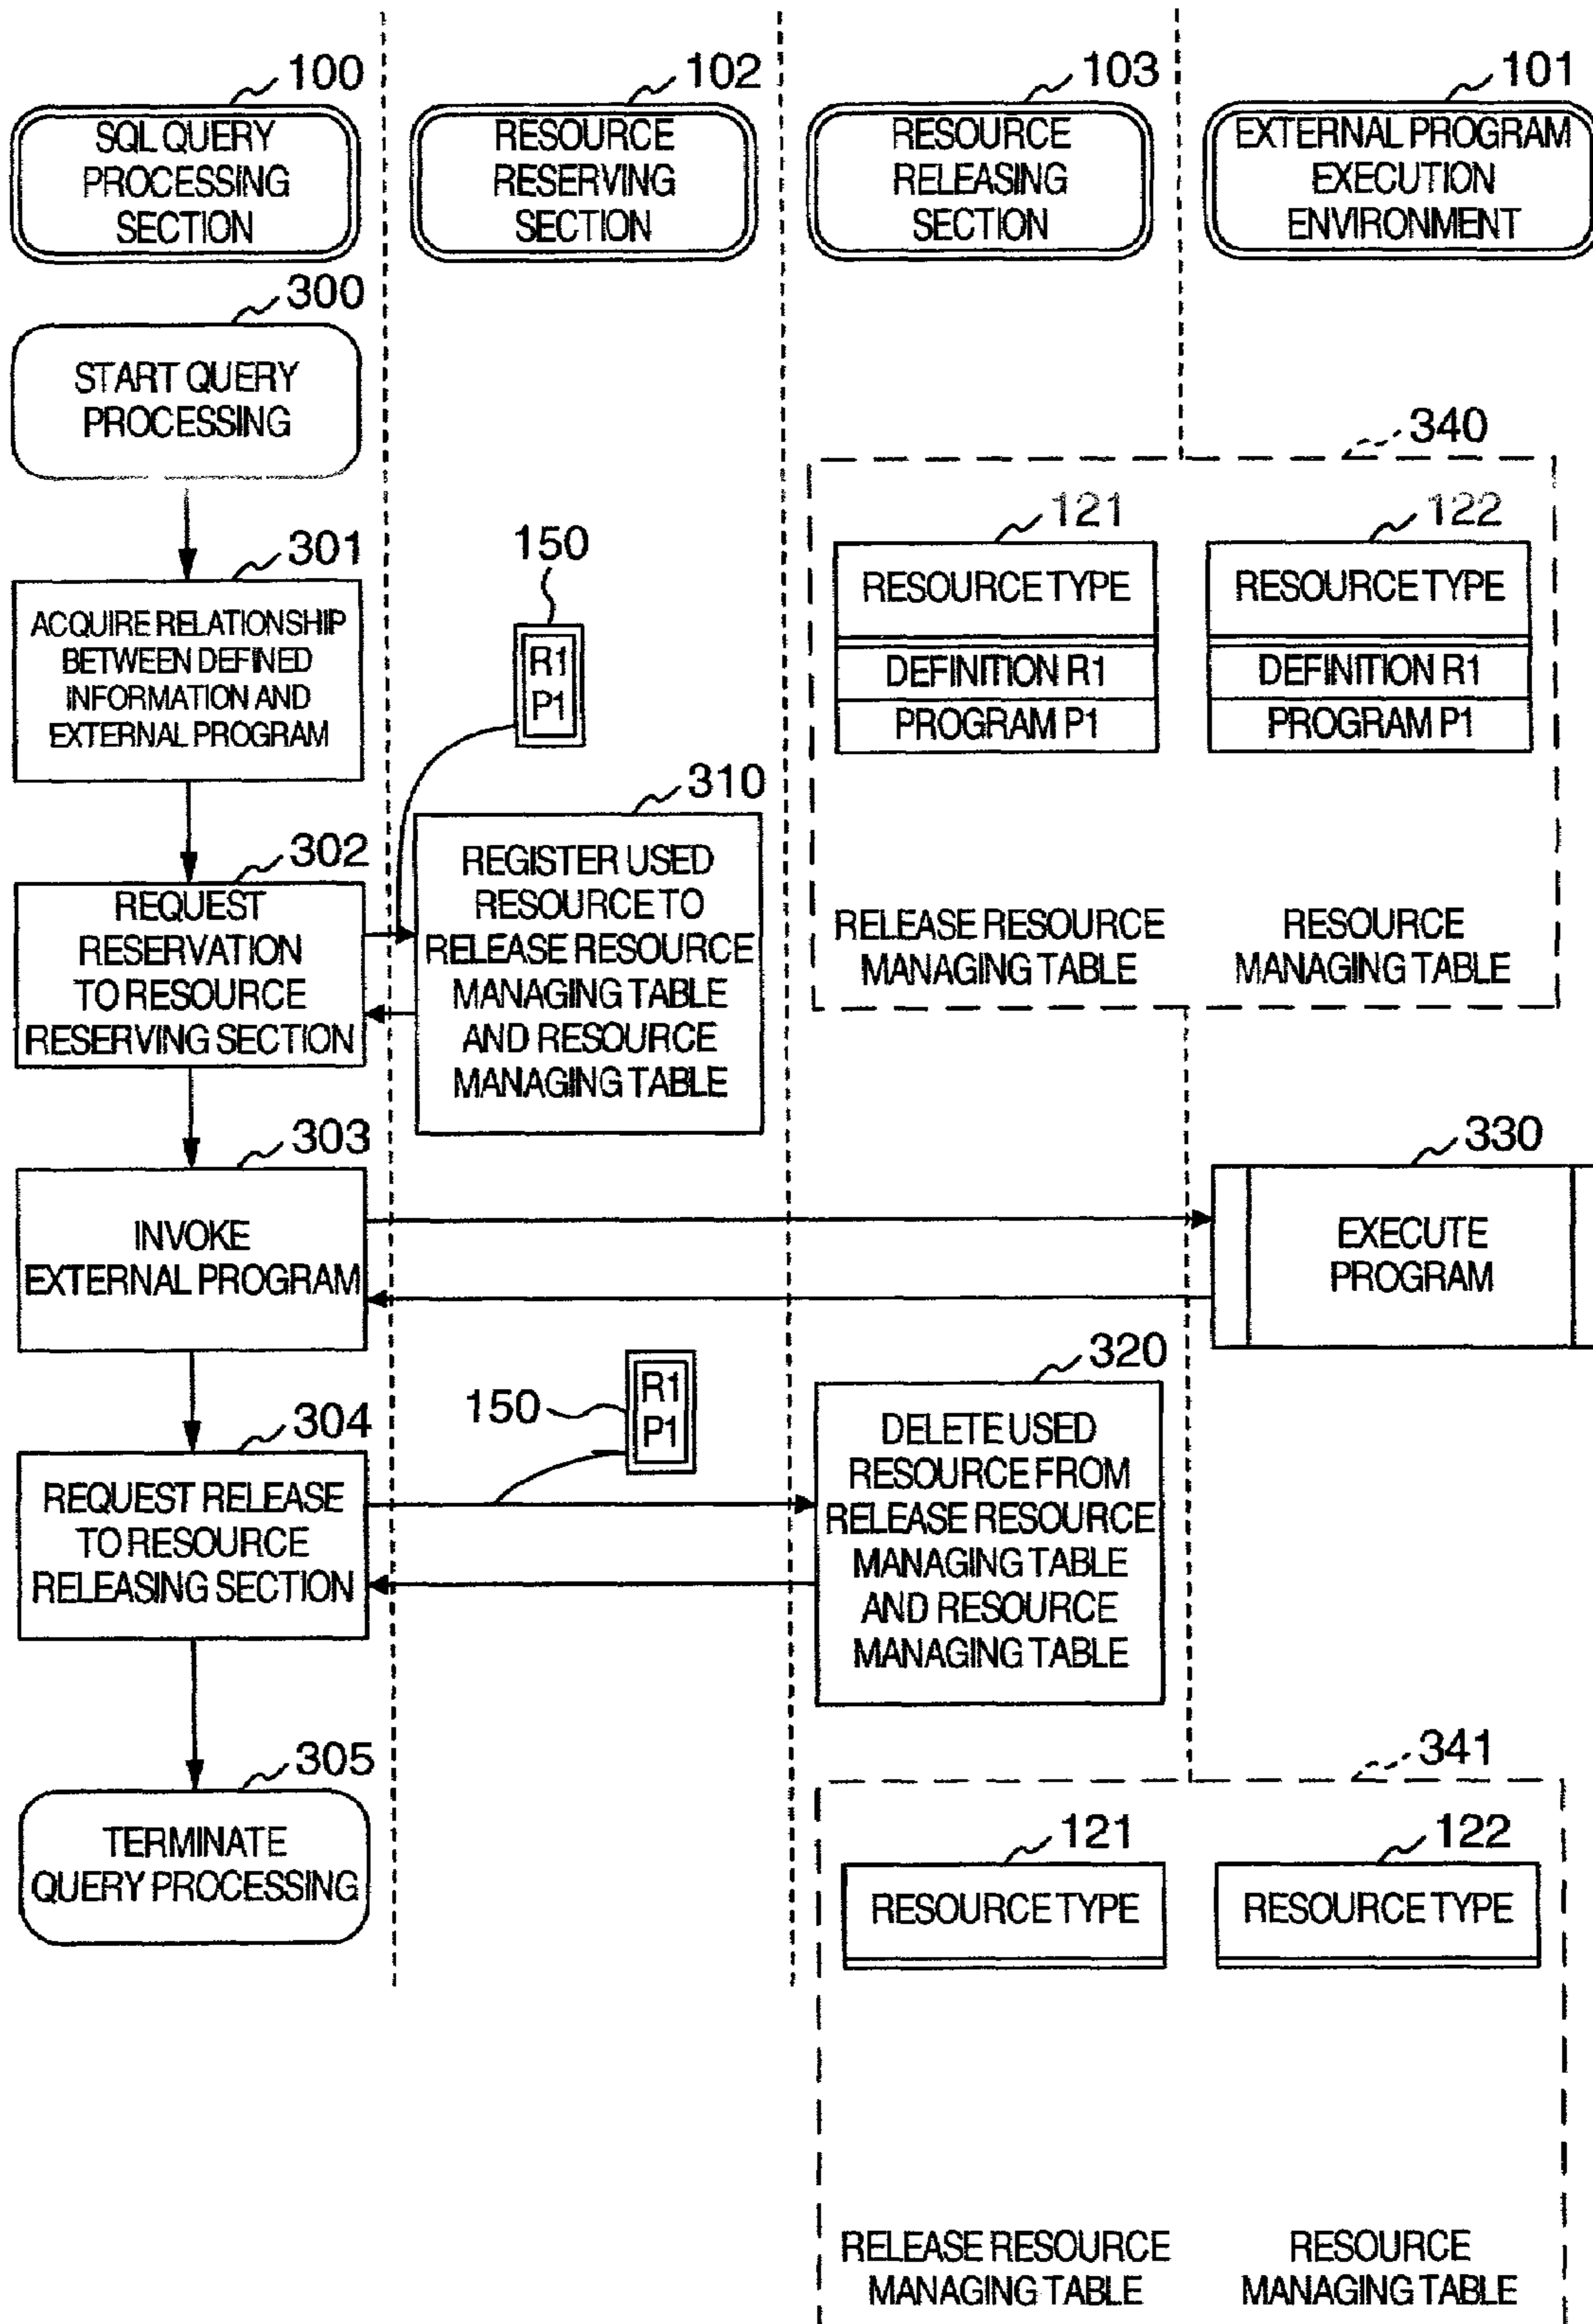 100
SQL QUERY
PROCESSING
SECTION
102
RESOURCE
RESERVING
SECTION
103
RESOURCE
RELEASING
SECTION
101
EXTERNAL PROGRAM
EXECUTION
ENVIRONMENT
300
START QUERY
PROCESSING
340
121
RESOURCE TYPE
DEFINITION R1
PROGRAM P1
122
RESOURCE TYPE
DEFINITION R1
PROGRAM P1
RELEASE RESOURCE
MANAGING TABLE
RESOURCE
MANAGING TABLE
301
ACQUIRE RELATIONSHIP
BETWEEN DEFINED
INFORMATION AND
EXTERNAL PROGRAM
150
R1
P1
302
REQUEST
RESERVATION
TO RESOURCE
RESERVING SECTION
310
REGISTER USED
RESOURCE TO
RELEASE RESOURCE
MANAGING TABLE
AND RESOURCE
MANAGING TABLE
303
INVOKE
EXTERNAL PROGRAM
330
EXECUTE
PROGRAM
304
REQUEST RELEASE
TO RESOURCE
RELEASING SECTION
150
R1
P1
320
DELETE USED
RESOURCE FROM
RELEASE RESOURCE
MANAGING TABLE
AND RESOURCE
MANAGING TABLE
305
TERMINATE
QUERY PROCESSING
341
121
RESOURCE TYPE
122
RESOURCE TYPE
RELEASE RESOURCE
MANAGING TABLE
RESOURCE
MANAGING TABLE